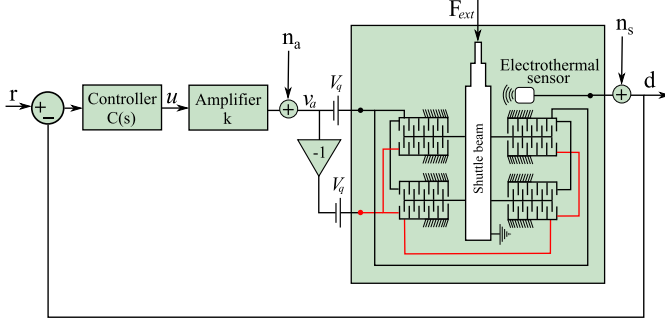 F_ext
n_a
n_s
V_q
Electrothermal
sensor
r
+
−
Controller
C(s)
u
Amplifier
k
+
v_a
+
d
-1
V_q
Shuttle beam